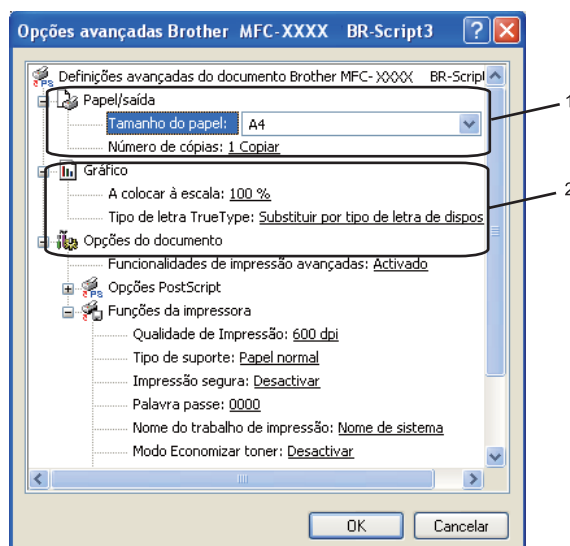 Opções avançadas Brother MFC-XXXX BR-Script3
Definições avançadas do documento Brother MFC-XXXX BR-Script
Papel/saída
Tamanho do papel: A4
Número de cópias: 1 Copiar
1
Gráfico
A colocar à escala: 100 %
Tipo de letra TrueType: Substituir por tipo de letra de dispos
2
Opções do documento
Funcionalidades de impressão avançadas: Activado
Opções PostScript
Funções da impressora
Qualidade de Impressão: 600 dpi
Tipo de suporte: Papel normal
Impressão segura: Desactivar
Palavra passe: 0000
Nome do trabalho de impressão: Nome de sistema
Modo Economizar toner: Desactivar
OK Cancelar